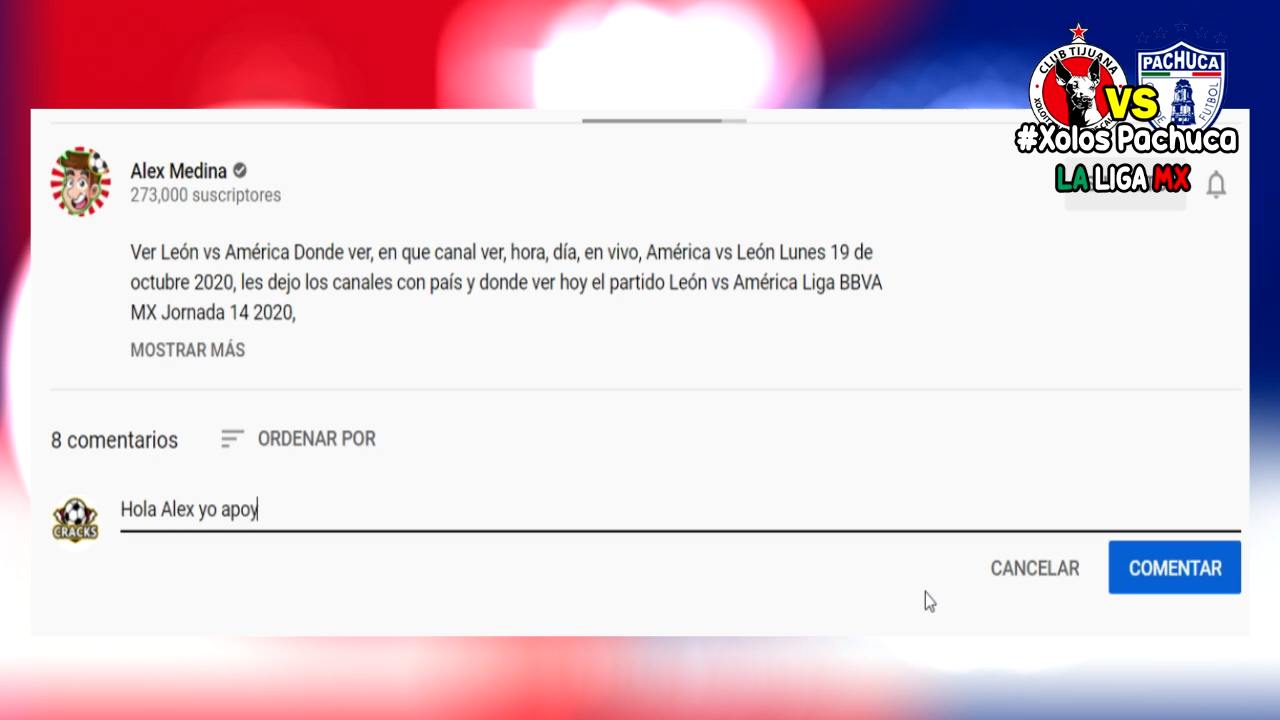 CLUB TIJUANA
PACHUCA
VS
FUTBOL
#Xolos Pachuca
LA LIGA MX
Alex Medina
273,000 suscriptores
Ver León vs América Donde ver, en que canal ver, hora, día, en vivo, América vs León Lunes 19 de
octubre 2020, les dejo los canales con país y donde ver hoy el partido León vs América Liga BBVA
MX Jornada 14 2020,
MOSTRAR MÁS
8 comentarios
ORDENAR POR
CRACKS
Hola Alex yo apoy
CANCELAR
COMENTAR